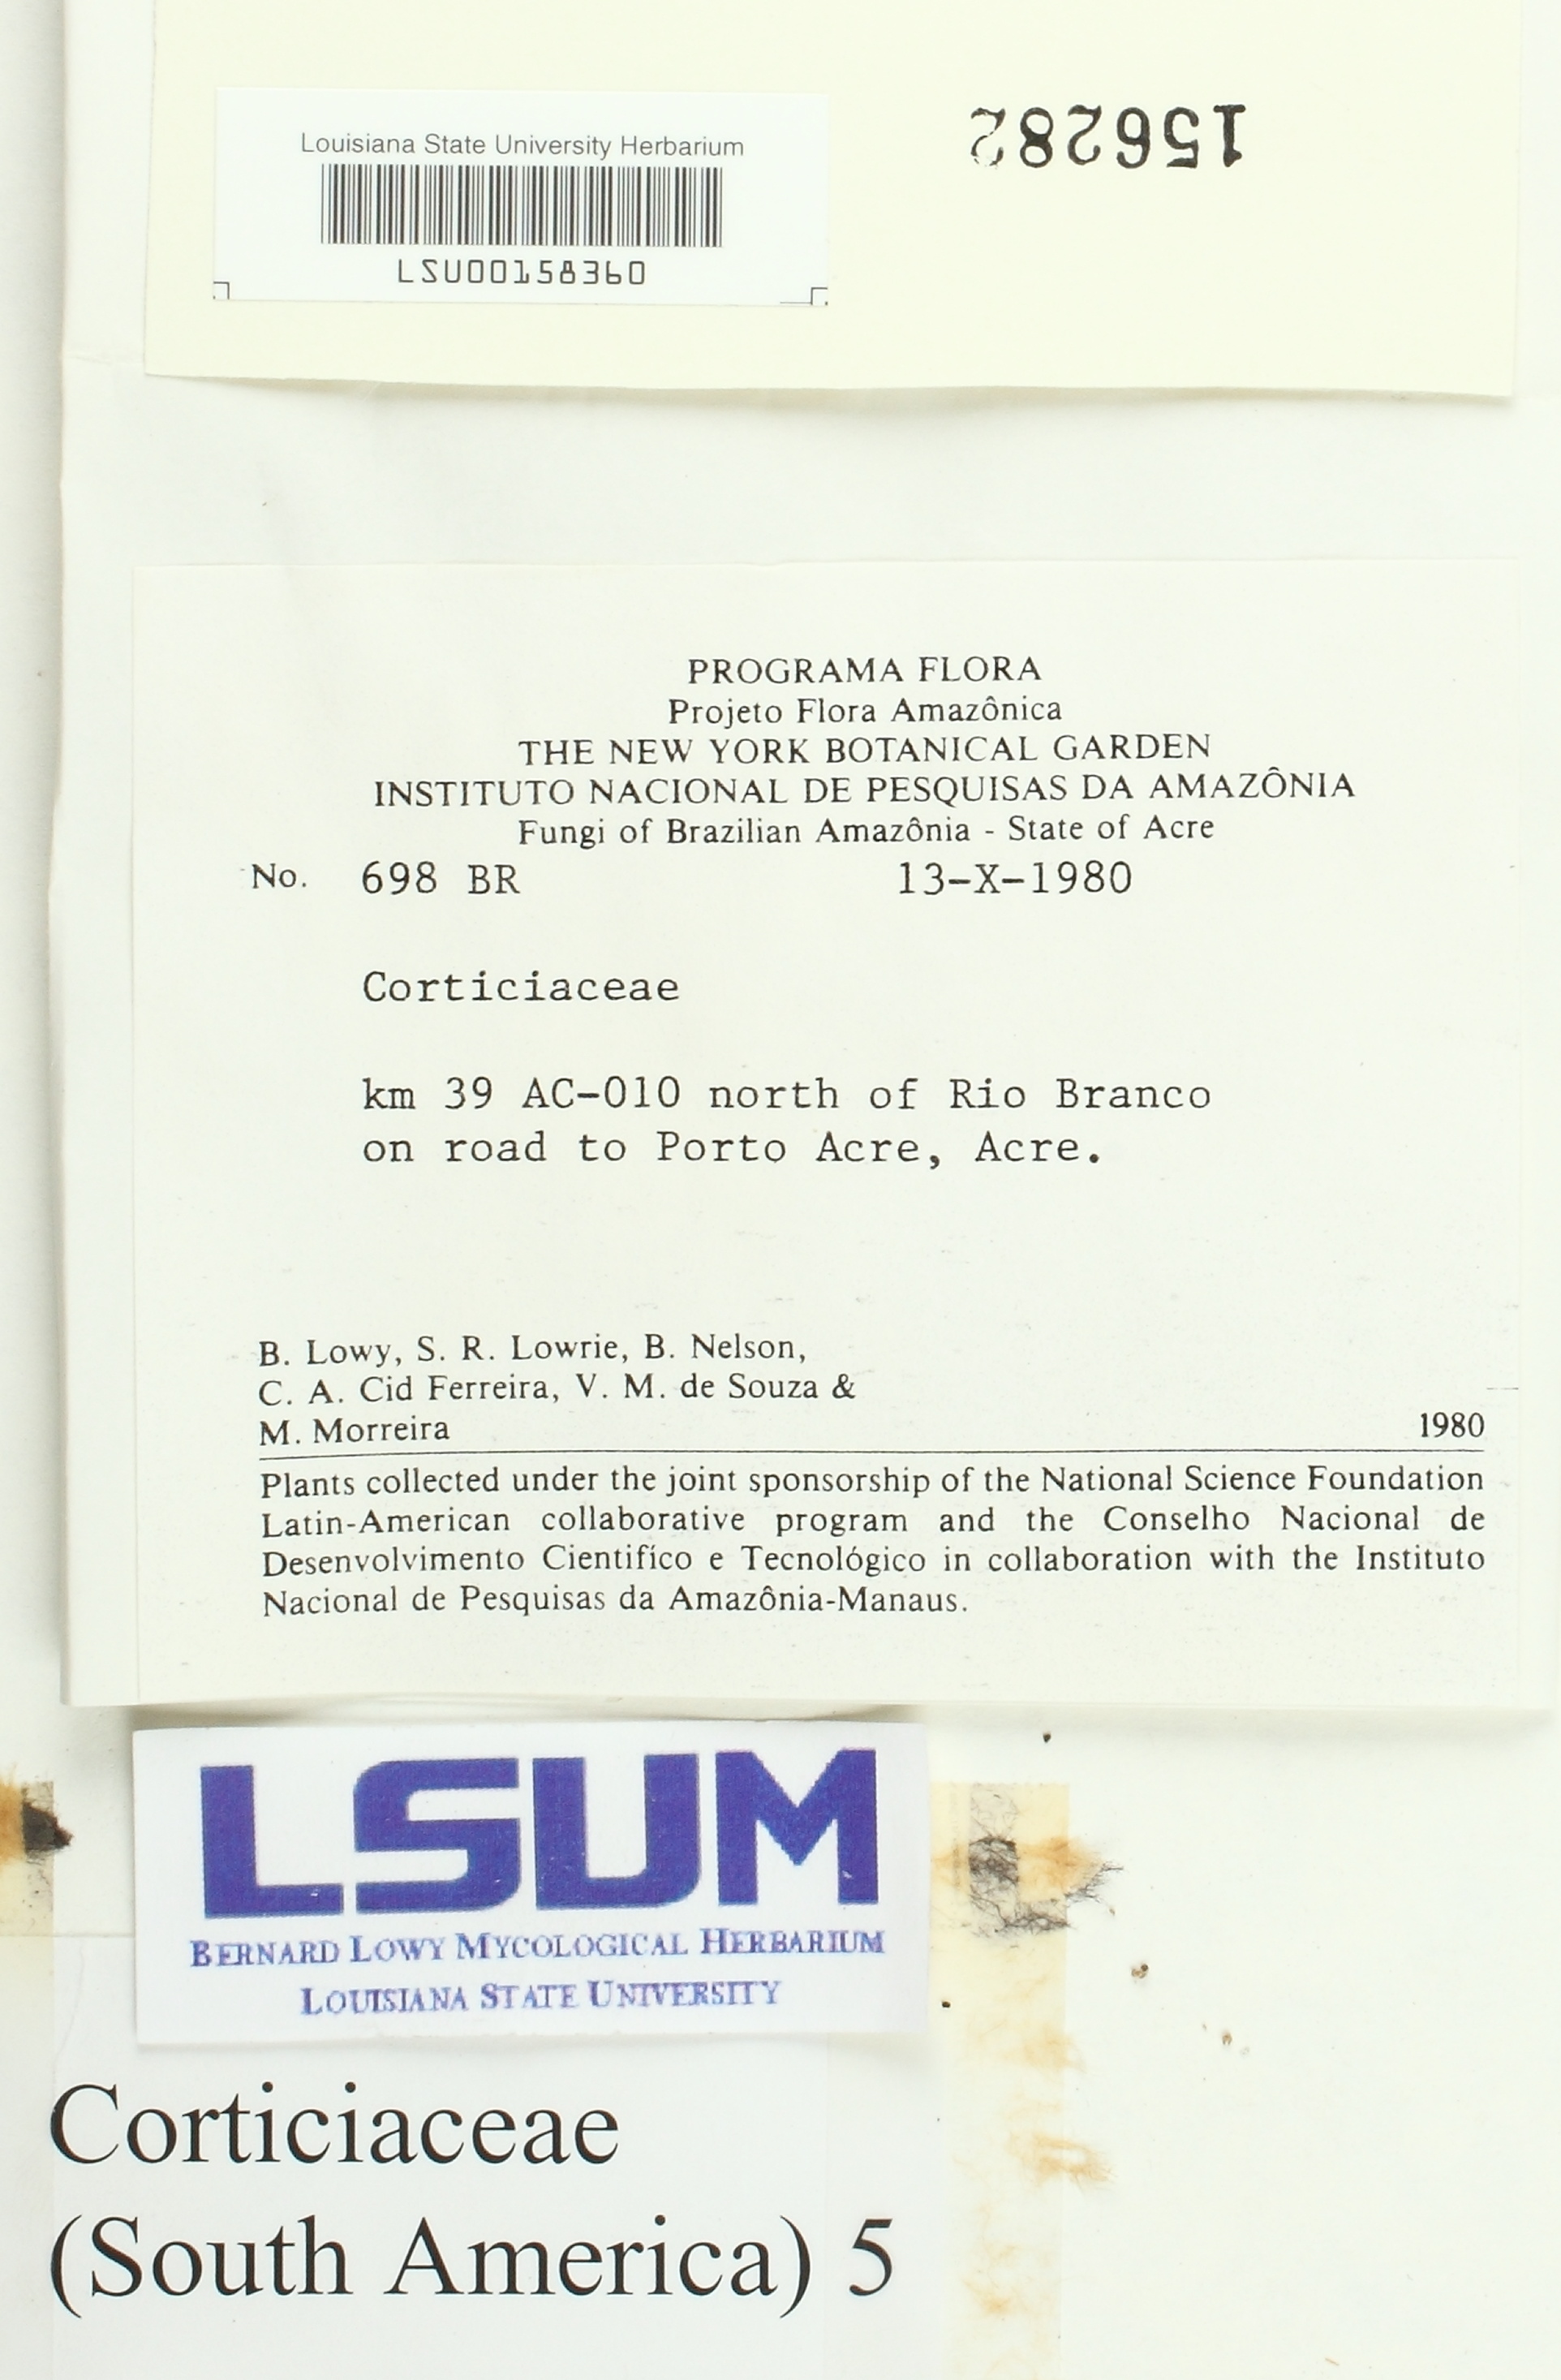 Louisiana State University Herbarium
LSU00158360
156282
PROGRAMA FLORA
Projeto Flora Amazônica
THE NEW YORK BOTANICAL GARDEN
INSTITUTO NACIONAL DE PESQUISAS DA AMAZÔNIA
Fungi of Brazilian Amazônia - State of Acre
No. 698 BR 13-X-1980
Corticiaceae
km 39 AC-010 north of Rio Branco
on road to Porto Acre, Acre.
B. Lowy, S. R. Lowrie, B. Nelson,
C. A. Cid Ferreira, V. M. de Souza &
M. Morreira 1980
Plants collected under the joint sponsorship of the National Science Foundation
Latin-American collaborative program and the Conselho Nacional de
Desenvolvimento Cientifíco e Tecnológico in collaboration with the Instituto
Nacional de Pesquisas da Amazônia-Manaus.
LSUM
BERNARD LOWY MYCOLOGICAL HERBARIUM
LOUISIANA STATE UNIVERSITY
Corticiaceae
(South America) 5